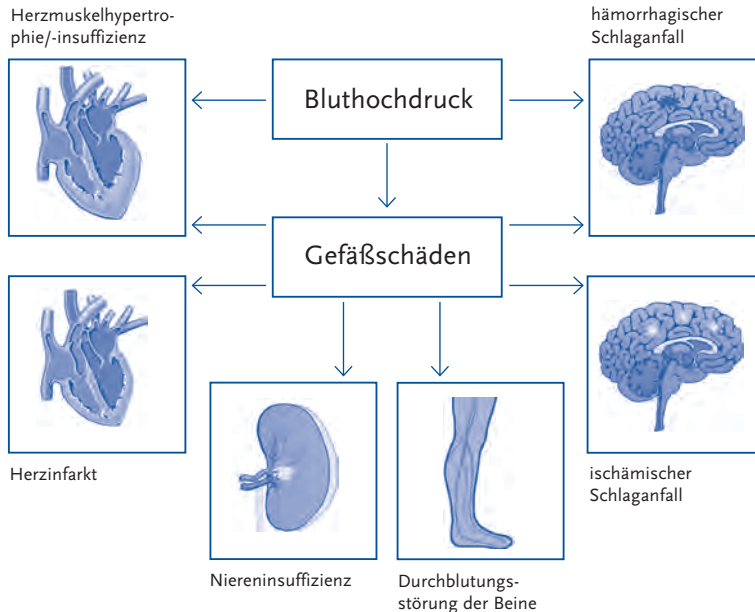 Herzmuskelhypertro-
phie/-insuffizienz
hämorrhagischer
Schlaganfall
Bluthochdruck
Gefäßschäden
Herzinfarkt
ischämischer
Schlaganfall
Niereninsuffizienz
Durchblutungs-
störung der Beine